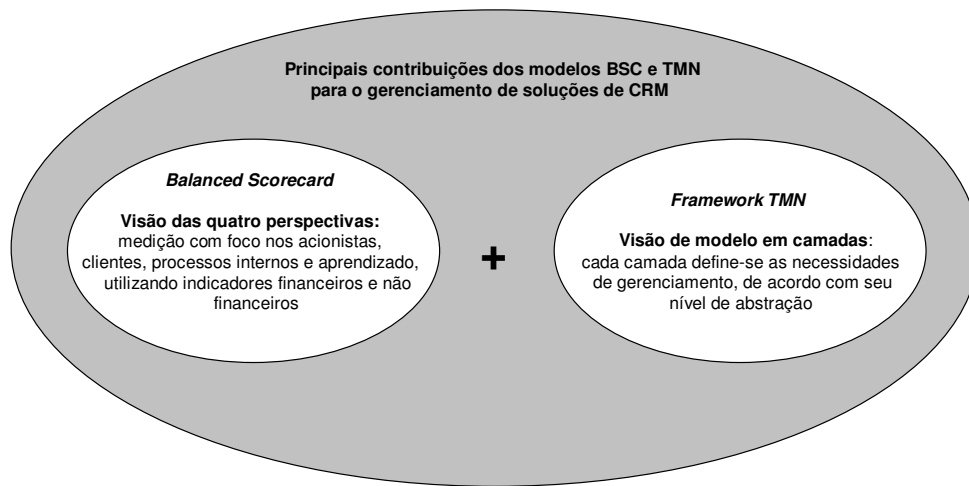 Principais contribuições dos modelos BSC e TMN
para o gerenciamento de soluções de CRM
Balanced Scorecard
Visão das quatro perspectivas:
medição com foco nos acionistas,
clientes, processos internos e aprendizado,
utilizando indicadores financeiros e não
financeiros
+
Framework TMN
Visão de modelo em camadas:
cada camada define-se as necessidades
de gerenciamento, de acordo com seu
nível de abstração